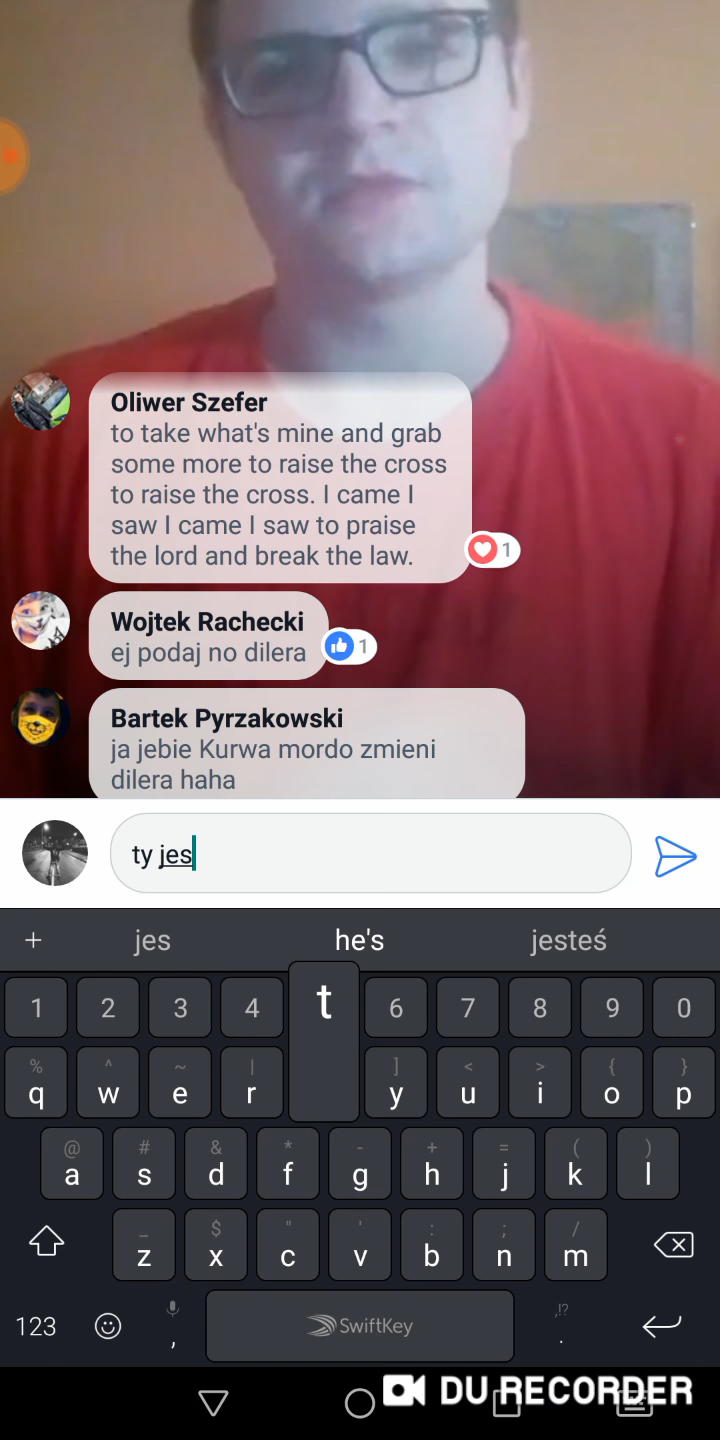 Oliwer Szefer
to take what's mine and grab
some more to raise the cross
to raise the cross. I came I
saw I came I saw to praise
the lord and break the law.
1
Wojtek Rachecki
ej podaj no dilera
1
Bartek Pyrzakowski
ja jebie Kurwa mordo zmieni
dilera haha
ty jes
+ jes he's jesteś
1 2 3 4 t 6 7 8 9 0
% ^ ~ | ] < > { }
q w e r y u i o p
@ # & * - + = ( )
a s d f g h j k l
_ $ " ' : ; /
z x c v b n m
123 , SwiftKey ,!? .
DU RECORDER